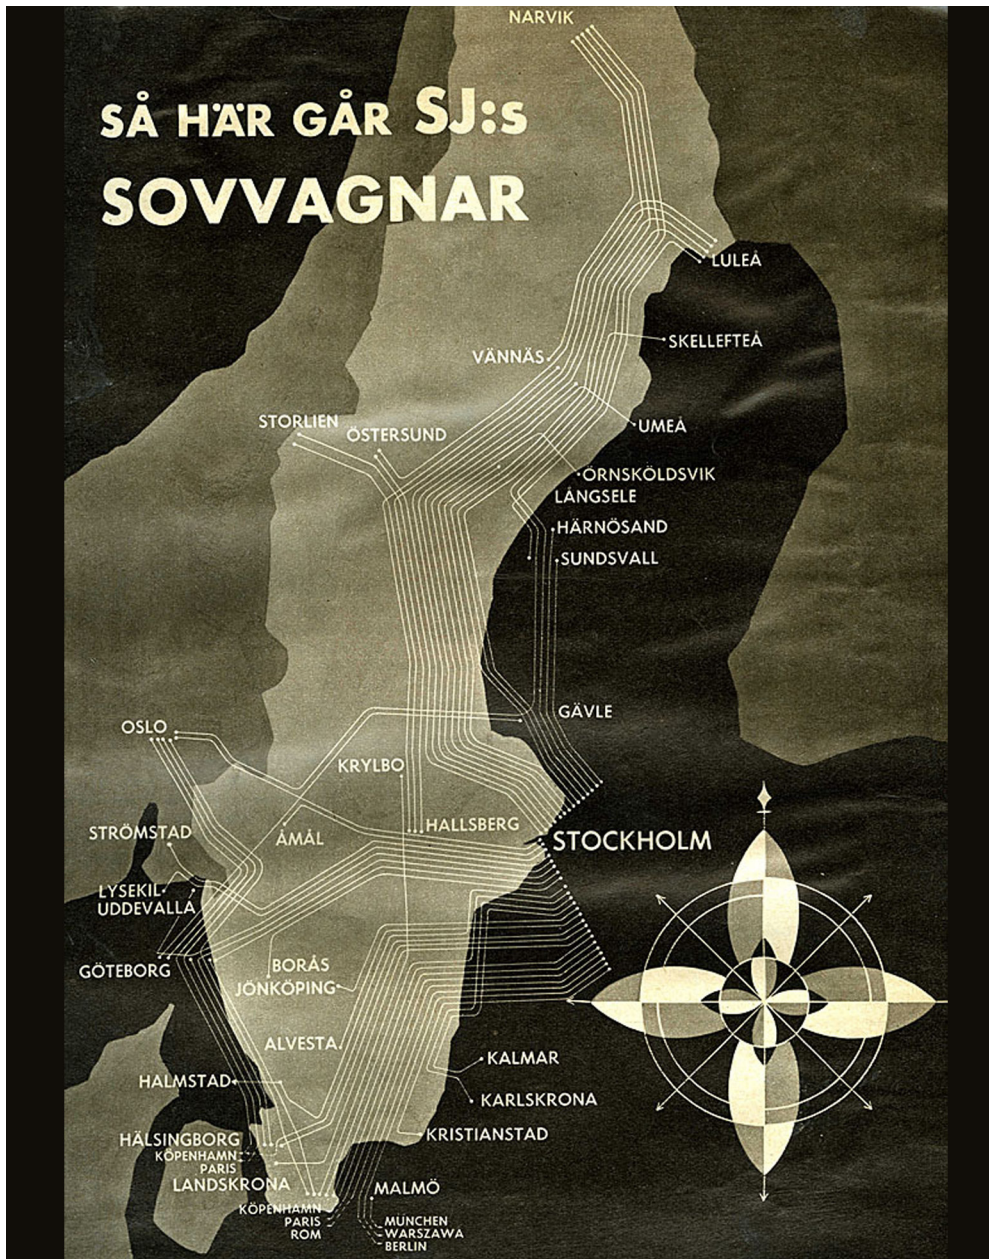 NARVIK
SÅ HÄR GÅR SJ:s
SOVVAGNAR
LULEÅ
SKELLEFTEÅ
VÄNNÄS
STORLIEN
ÖSTERSUND
UMEÅ
ÖRNSKÖLDSVIK
LÅNGSELE
HÄRNÖSAND
SUNDSVALL
GÄVLE
OSLO
KRYLBO
HALLSBERG
STRÖMSTAD
ÅMÅL
STOCKHOLM
LYSEKIL
UDDEVALLA
GÖTEBORG
BORÅS
JÖNKÖPING
ALVESTA
KALMAR
HALMSTAD
KARLSKRONA
HÄLSINGBORG
KRISTIANSTAD
KÖPENHAMN
PARIS
LANDSKRONA
MALMÖ
KÖPENHAMN
PARIS
ROM
MÜNCHEN
WARSZAWA
BERLIN